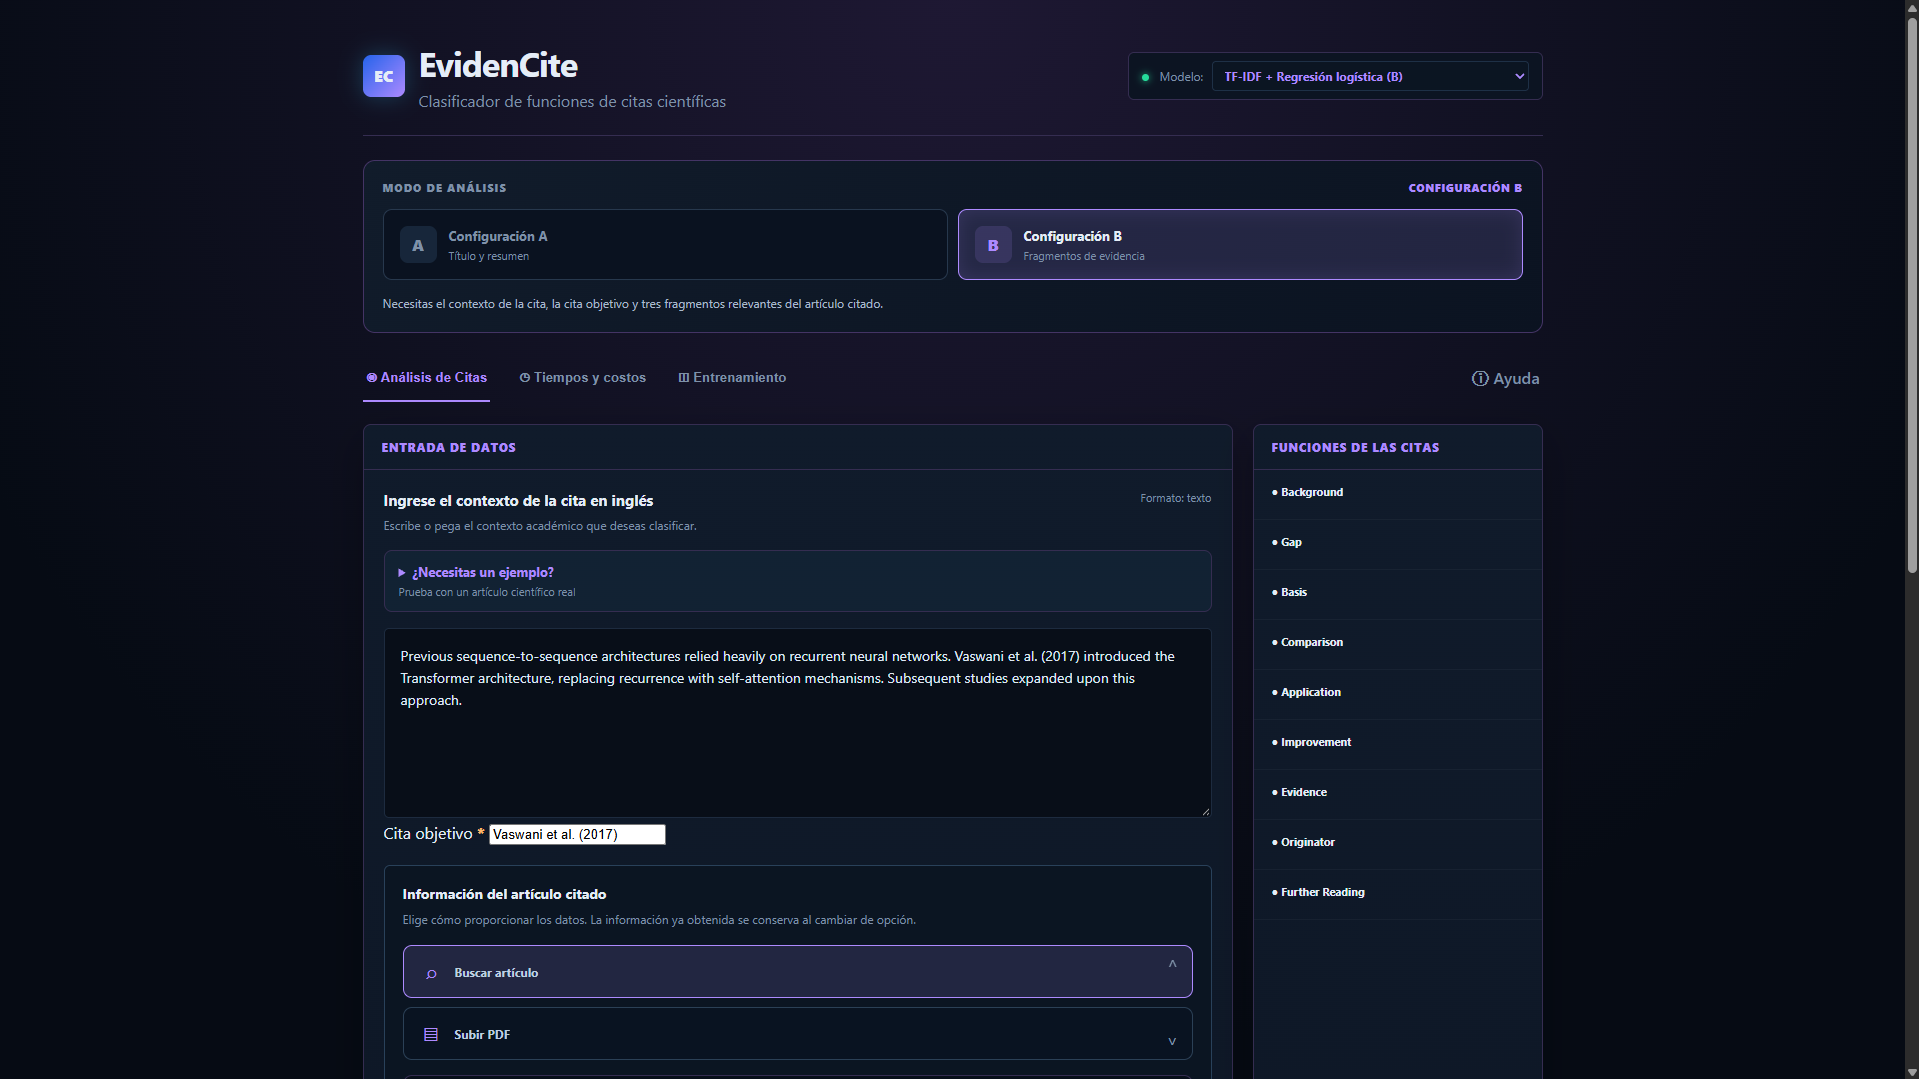 EC
EvidenCite
Clasificador de funciones de citas científicas
Modelo:
TF-IDF + Regresión logística (B)
MODO DE ANÁLISIS
CONFIGURACIÓN B
A
Configuración A
Título y resumen
B
Configuración B
Fragmentos de evidencia
Necesitas el contexto de la cita, la cita objetivo y tres fragmentos relevantes del artículo citado.
Análisis de Citas
Tiempos y costos
Entrenamiento
Ayuda
ENTRADA DE DATOS
Ingrese el contexto de la cita en inglés
Formato: texto
Escribe o pega el contexto académico que deseas clasificar.
¿Necesitas un ejemplo?
Prueba con un artículo científico real
Previous sequence-to-sequence architectures relied heavily on recurrent neural networks. Vaswani et al. (2017) introduced the
Transformer architecture, replacing recurrence with self-attention mechanisms. Subsequent studies expanded upon this
approach.
Cita objetivo * Vaswani et al. (2017)
Información del artículo citado
Elige cómo proporcionar los datos. La información ya obtenida se conserva al cambiar de opción.
Buscar artículo
Subir PDF
FUNCIONES DE LAS CITAS
• Background
• Gap
• Basis
• Comparison
• Application
• Improvement
• Evidence
• Originator
• Further Reading